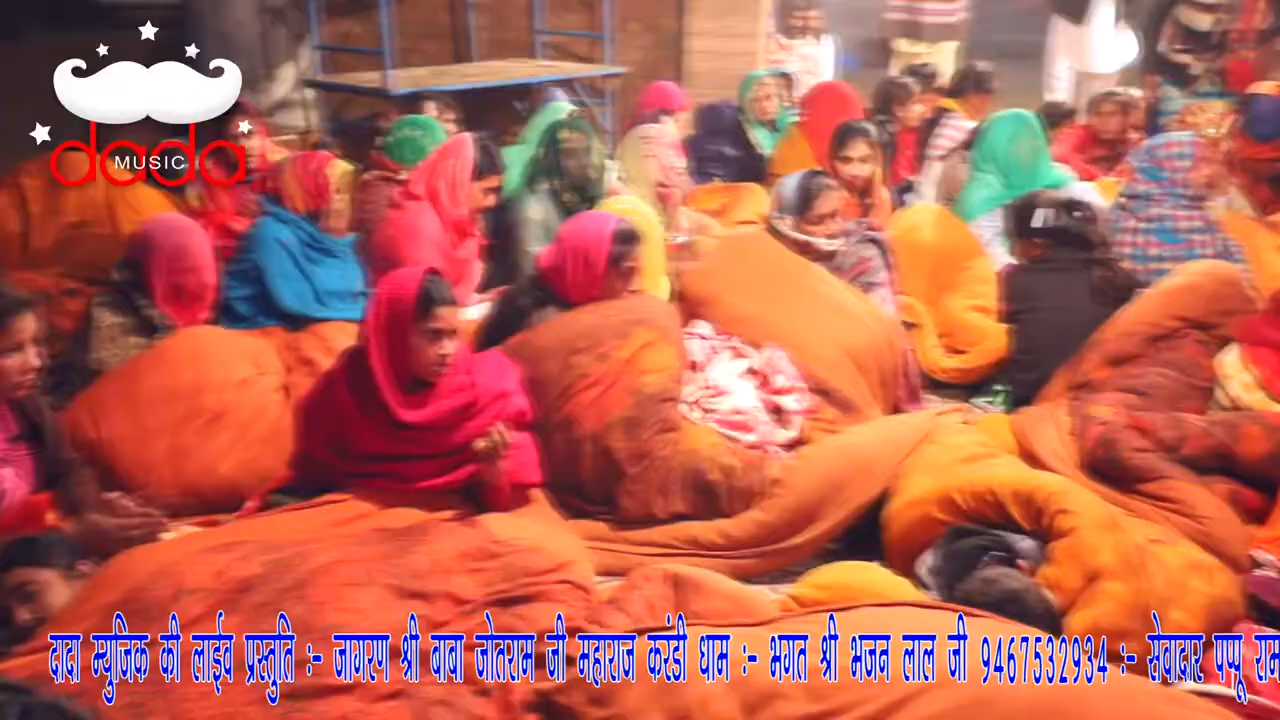 dada
MUSIC
दादा म्युजिक की लाईव प्रस्तुति :- जागरण श्री बाबा जोतराम जी महाराज करंडी धाम :- भगत श्री भजन लाल जी 9467532934 :- सेवादार पप्पू राम